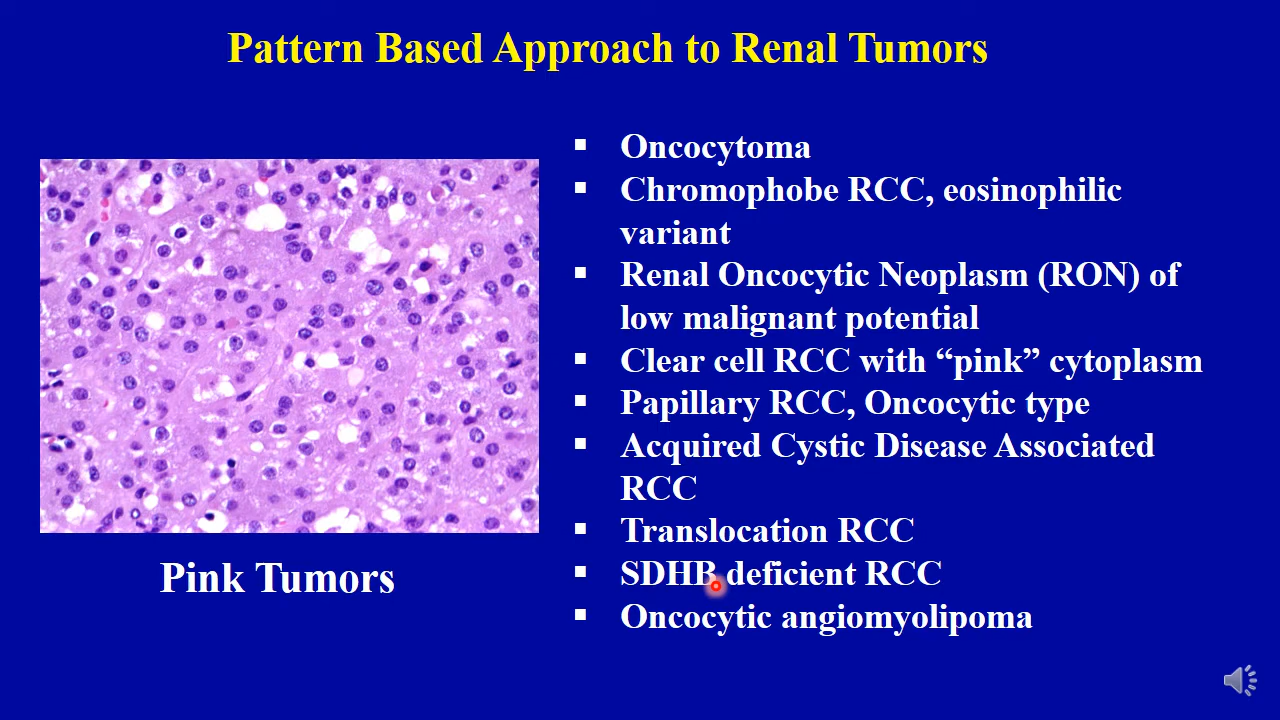 Pattern Based Approach to Renal Tumors
▪ Oncocytoma
▪ Chromophobe RCC, eosinophilic
variant
▪ Renal Oncocytic Neoplasm (RON) of
low malignant potential
▪ Clear cell RCC with “pink” cytoplasm
▪ Papillary RCC, Oncocytic type
▪ Acquired Cystic Disease Associated
RCC
▪ Translocation RCC
▪ SDHB deficient RCC
▪ Oncocytic angiomyolipoma
Pink Tumors